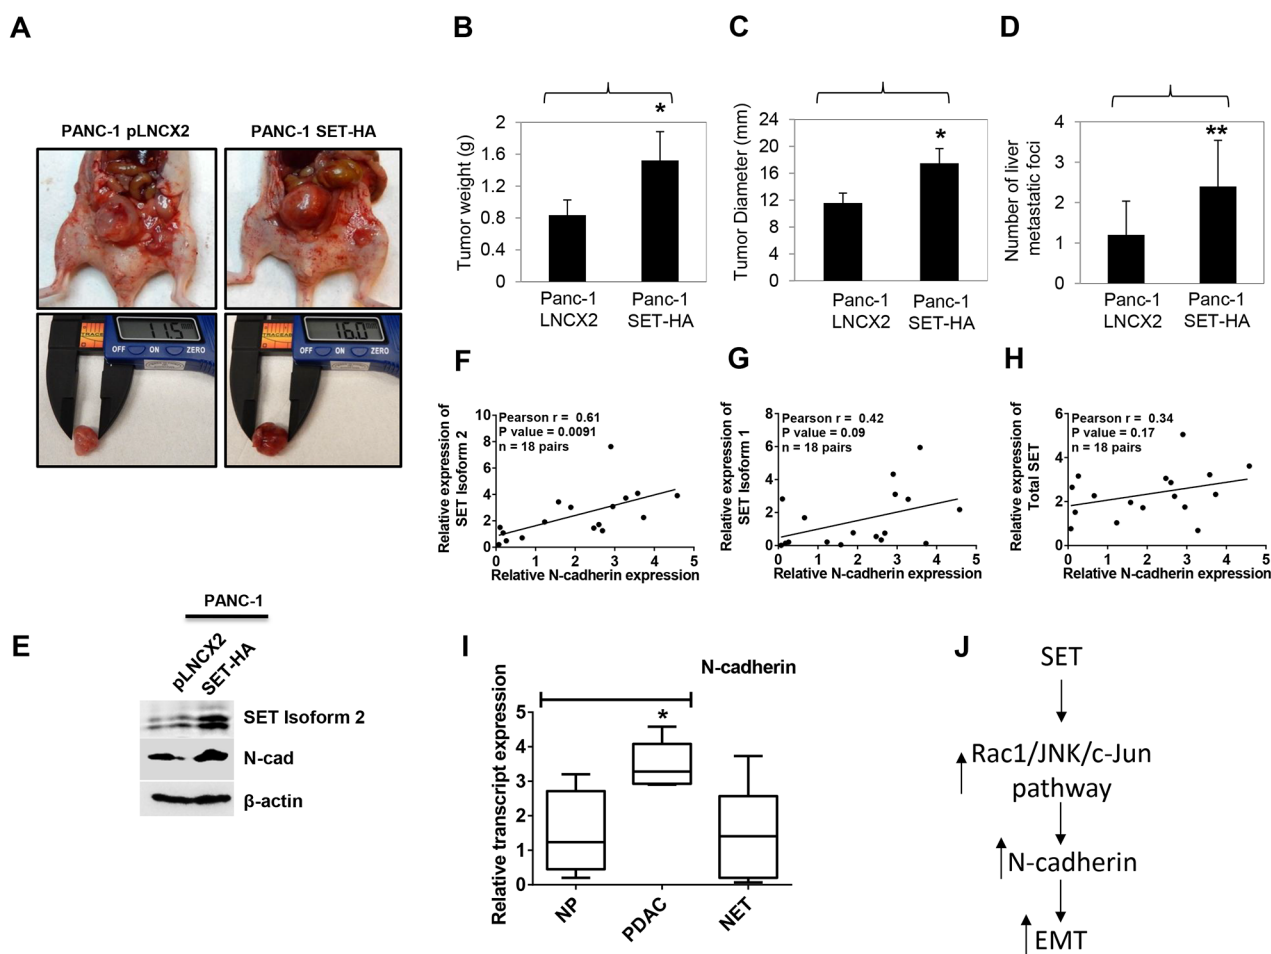 A
PANC-1 pLNCX2
PANC-1 SET-HA
11.5
OFF ON ZERO
16.0
OFF ON ZERO
B
*
Tumor weight (g)
2
1.6
1.2
0.8
0.4
0
Panc-1
LNCX2
Panc-1
SET-HA
C
*
Tumor Diameter (mm)
24
20
16
12
8
4
0
Panc-1
LNCX2
Panc-1
SET-HA
D
**
Number of liver
metastatic foci
4
3
2
1
0
Panc-1
LNCX2
Panc-1
SET-HA
F
Pearson r = 0.61
P value = 0.0091
n = 18 pairs
Relative expression of
SET Isoform 2
10
8
6
4
2
0
0 1 2 3 4 5
Relative N-cadherin expression
G
Pearson r = 0.42
P value = 0.09
n = 18 pairs
Relative expression of
SET Isoform 1
8
6
4
2
0
0 1 2 3 4 5
Relative N-cadherin expression
H
Pearson r = 0.34
P value = 0.17
n = 18 pairs
Relative expression of
Total SET
6
4
2
0
0 1 2 3 4 5
Relative N-cadherin expression
E
PANC-1
pLNCX2
SET-HA
SET Isoform 2
N-cad
β-actin
I
N-cadherin
*
Relative transcript expression
5
4
3
2
1
0
NP
PDAC
NET
J
SET
Rac1/JNK/c-Jun
pathway
N-cadherin
EMT